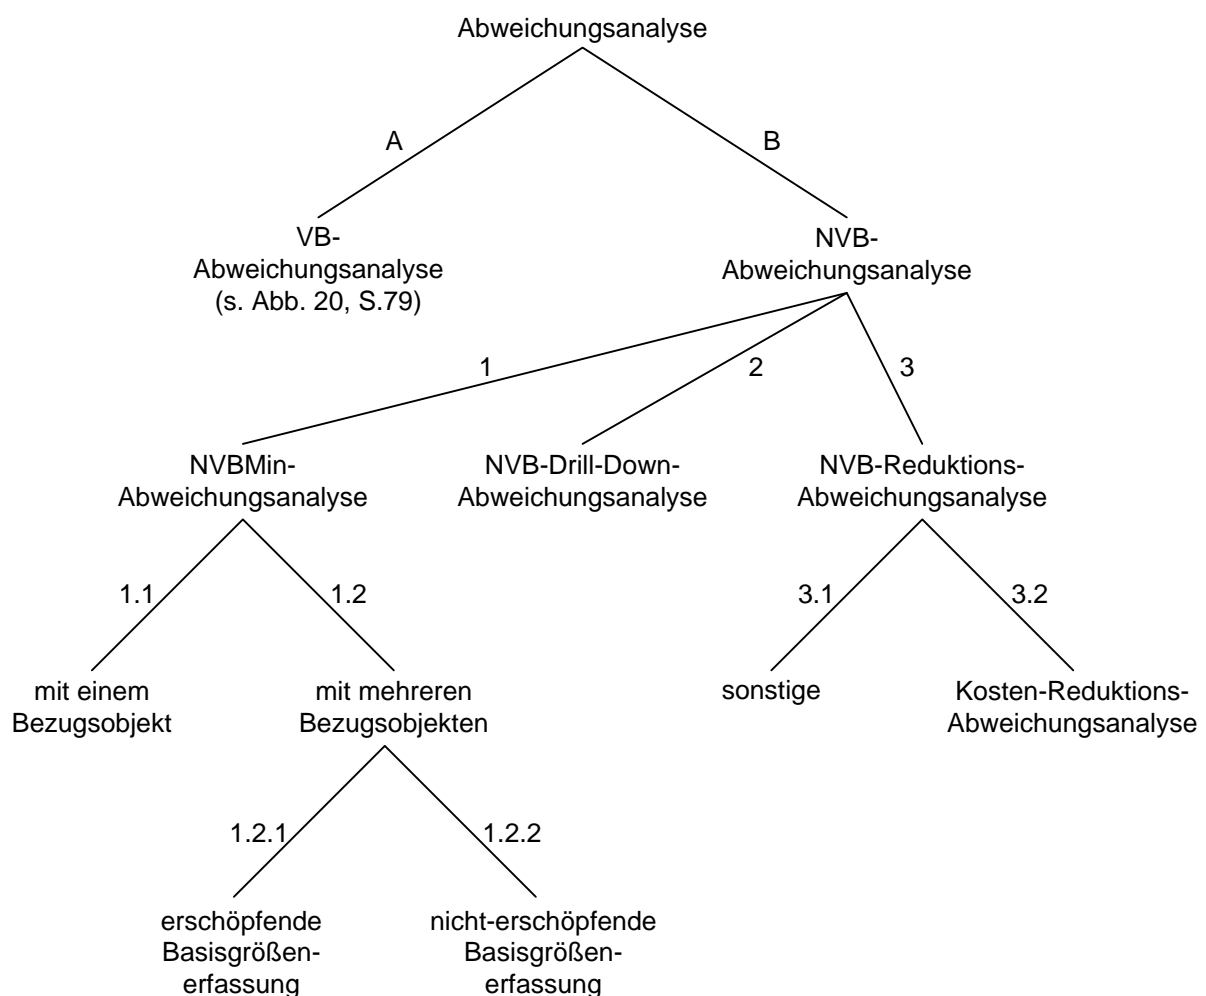 Abweichungsanalyse
A
B
VB-
Abweichungsanalyse
(s. Abb. 20, S.79)
NVB-
Abweichungsanalyse
1
2
3
NVBMin-
Abweichungsanalyse
NVB-Drill-Down-
Abweichungsanalyse
NVB-Reduktions-
Abweichungsanalyse
1.1
1.2
3.1
3.2
mit einem
Bezugsobjekt
mit mehreren
Bezugsobjekten
sonstige
Kosten-Reduktions-
Abweichungsanalyse
1.2.1
1.2.2
erschöpfende
Basisgrößen-
erfassung
nicht-erschöpfende
Basisgrößen-
erfassung